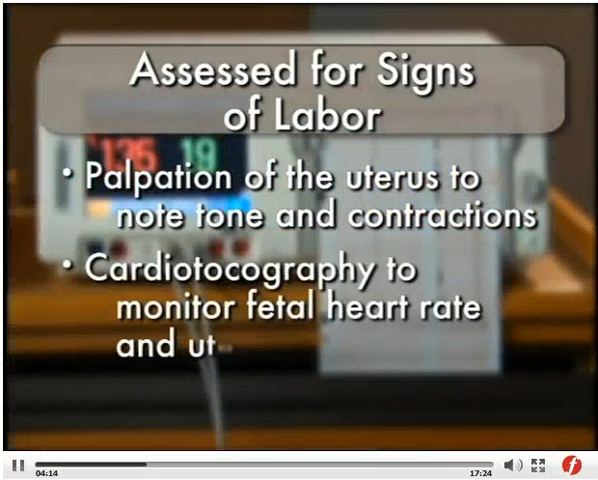 Assessed for Signs
of Labor
135 19
• Palpation of the uterus to
note tone and contractions
• Cardiotocography to
monitor fetal heart rate
and ut
04:14
17:24
f